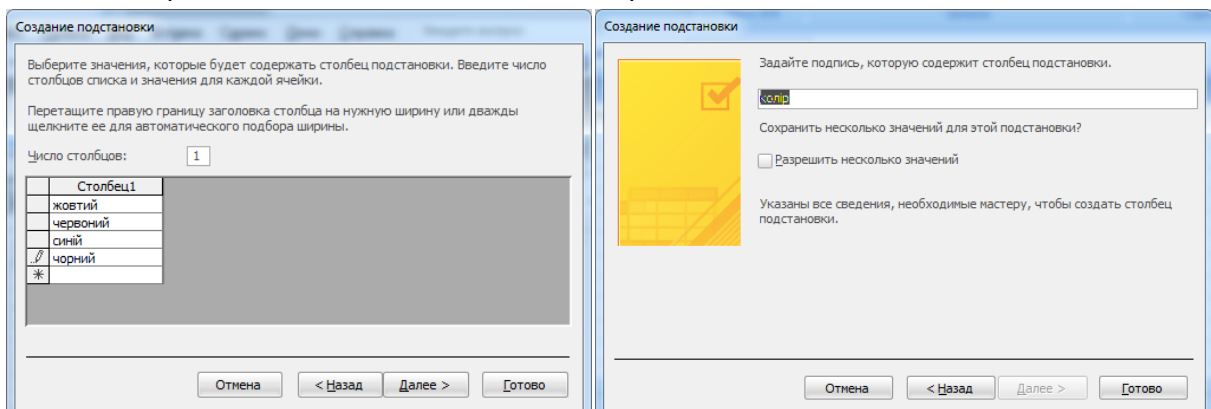 Создание подстановки
Выберите значения, которые будет содержать столбец подстановки. Введите число
столбцов списка и значения для каждой ячейки.
Перетащите правую границу заголовка столбца на нужную ширину или дважды
щелкните ее для автоматического подбора ширины.
Число столбцов: 1
Столбец1
жовтий
червоний
синій
чорний
Отмена < Назад Далее > Готово
Создание подстановки
Задайте подпись, которую содержит столбец подстановки.
колір
Сохранить несколько значений для этой подстановки?
Разрешить несколько значений
Указаны все сведения, необходимые мастеру, чтобы создать столбец
подстановки.
Отмена < Назад Далее > Готово